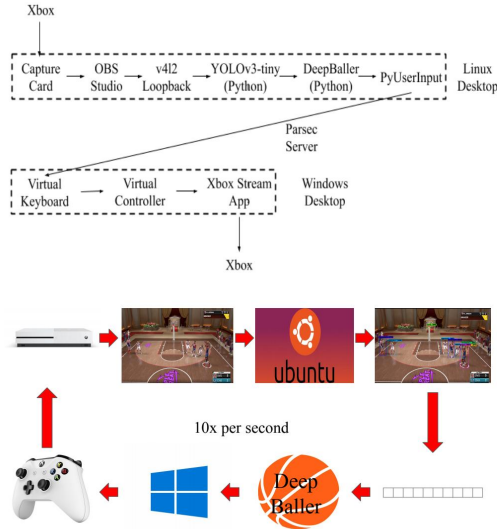 Xbox
Capture Card
OBS Studio
v4l2 Loopback
YOLOv3-tiny (Python)
DeepBaller (Python)
PyUserInput
Linux Desktop
Parsec Server
Virtual Keyboard
Virtual Controller
Xbox Stream App
Windows Desktop
Xbox
ubuntu
10x per second
Deep
Baller